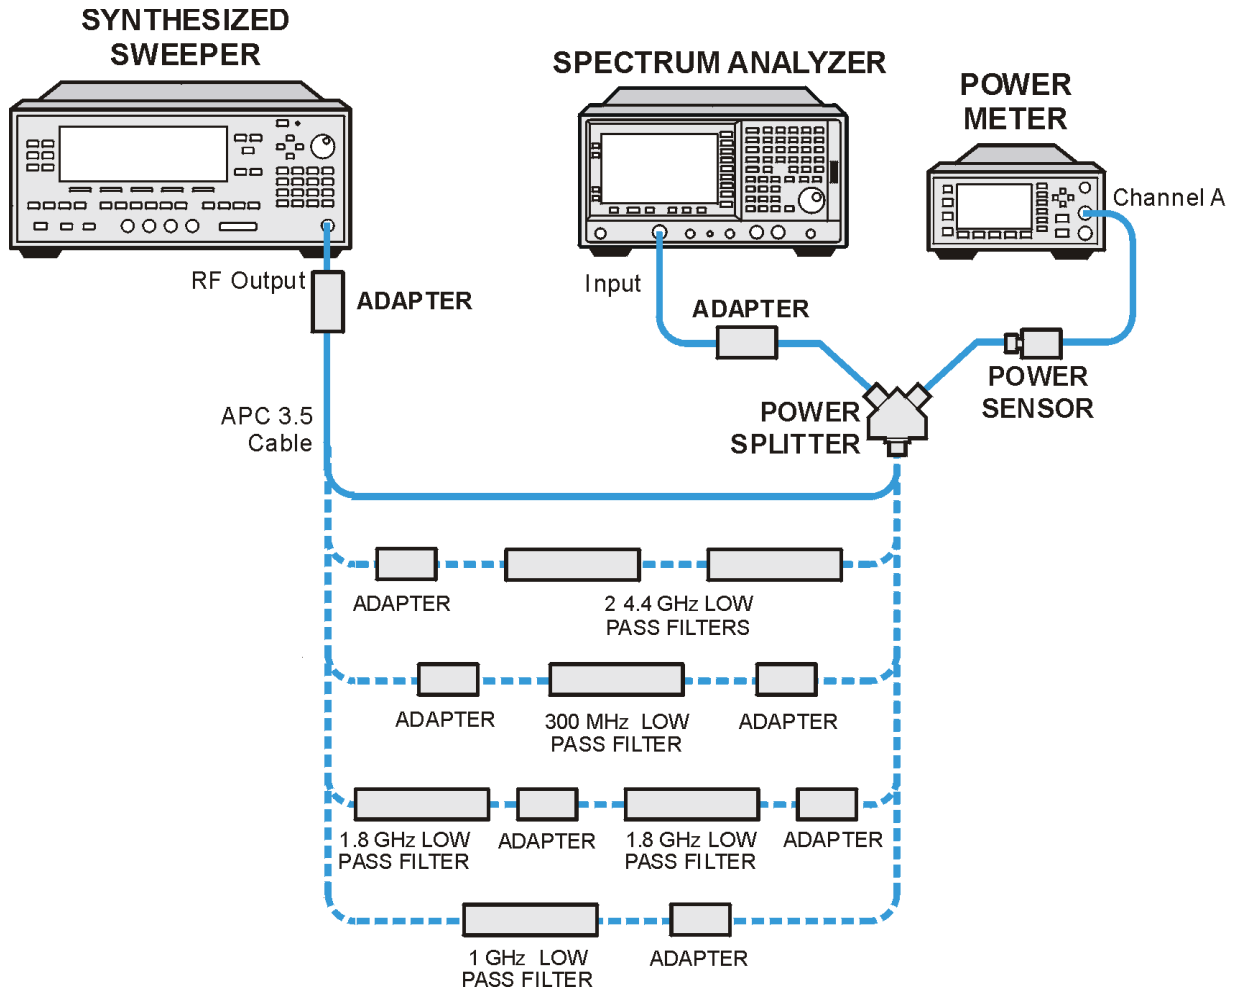 SYNTHESIZED
SWEEPER
SPECTRUM ANALYZER
POWER
METER
Channel A
RF Output
ADAPTER
Input
ADAPTER
POWER
SENSOR
POWER
SPLITTER
APC 3.5
Cable
ADAPTER
2 4.4 GHz LOW
PASS FILTERS
ADAPTER
300 MHz LOW
PASS FILTER
ADAPTER
1.8 GHz LOW
PASS FILTER
ADAPTER
1.8 GHz LOW
PASS FILTER
ADAPTER
1 GHz LOW
PASS FILTER
ADAPTER